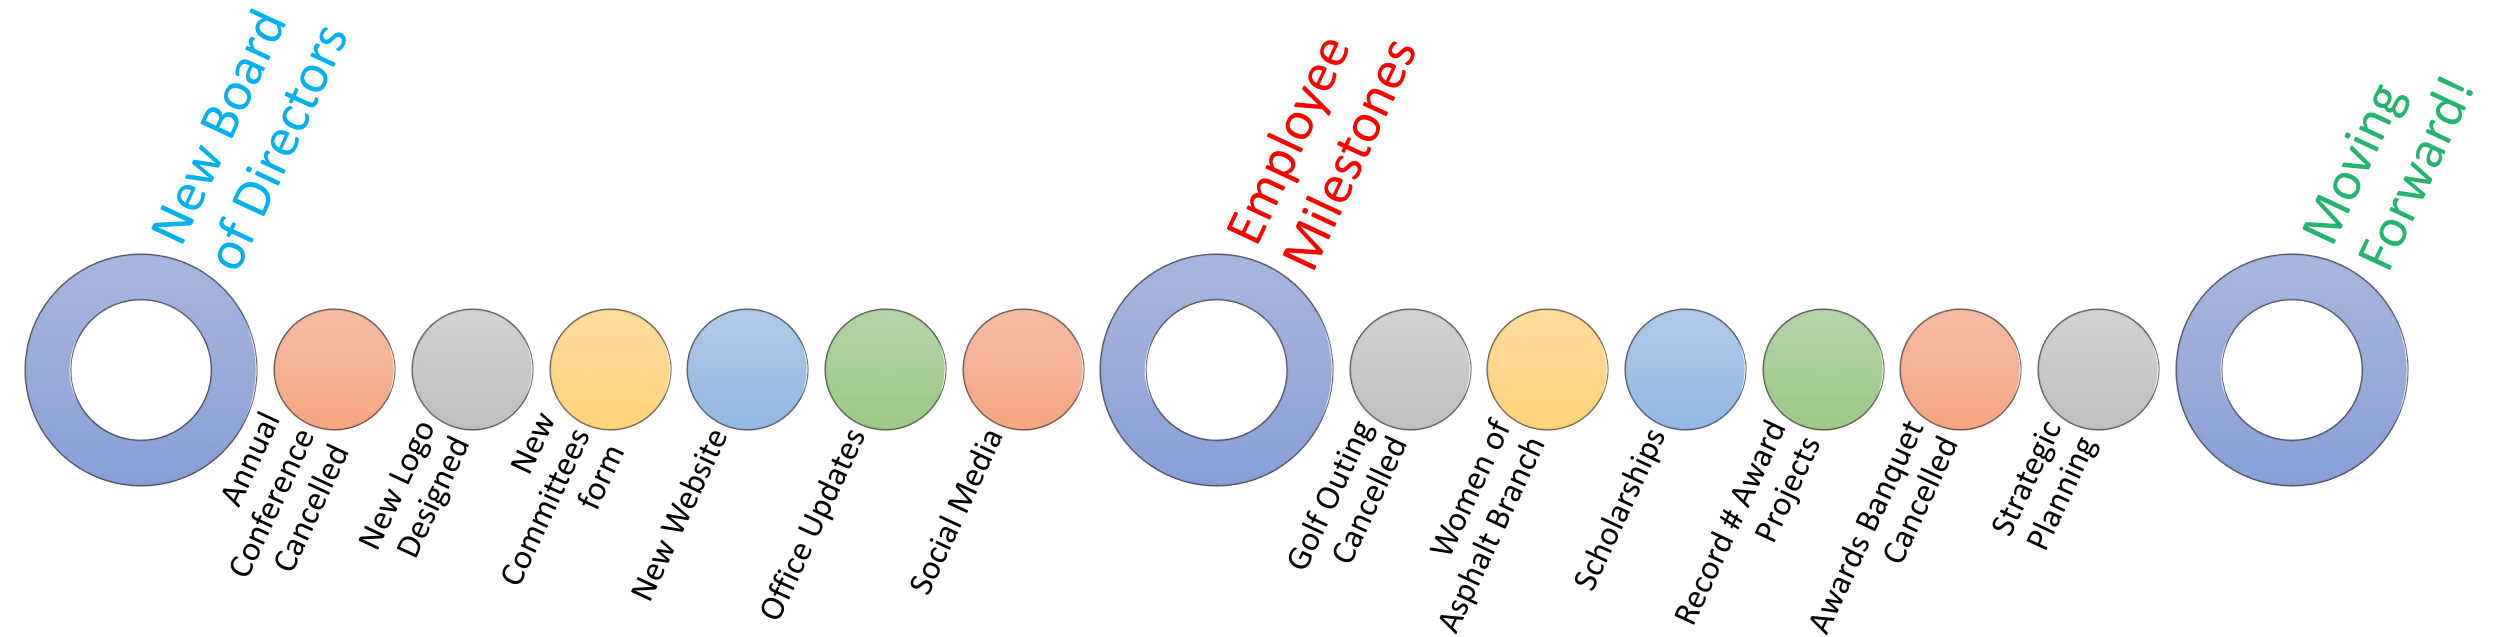 New Board
of Directors
Annual
Conference
Cancelled
New Logo
Designed
New
Committees
form
New Website
Office Updates
Social Media
Employee
Milestones
Golf Outing
Cancelled
Women of
Asphalt Branch
Scholarships
Record # Award
Projects
Awards Banquet
Cancelled
Strategic
Planning
Moving
Forward!